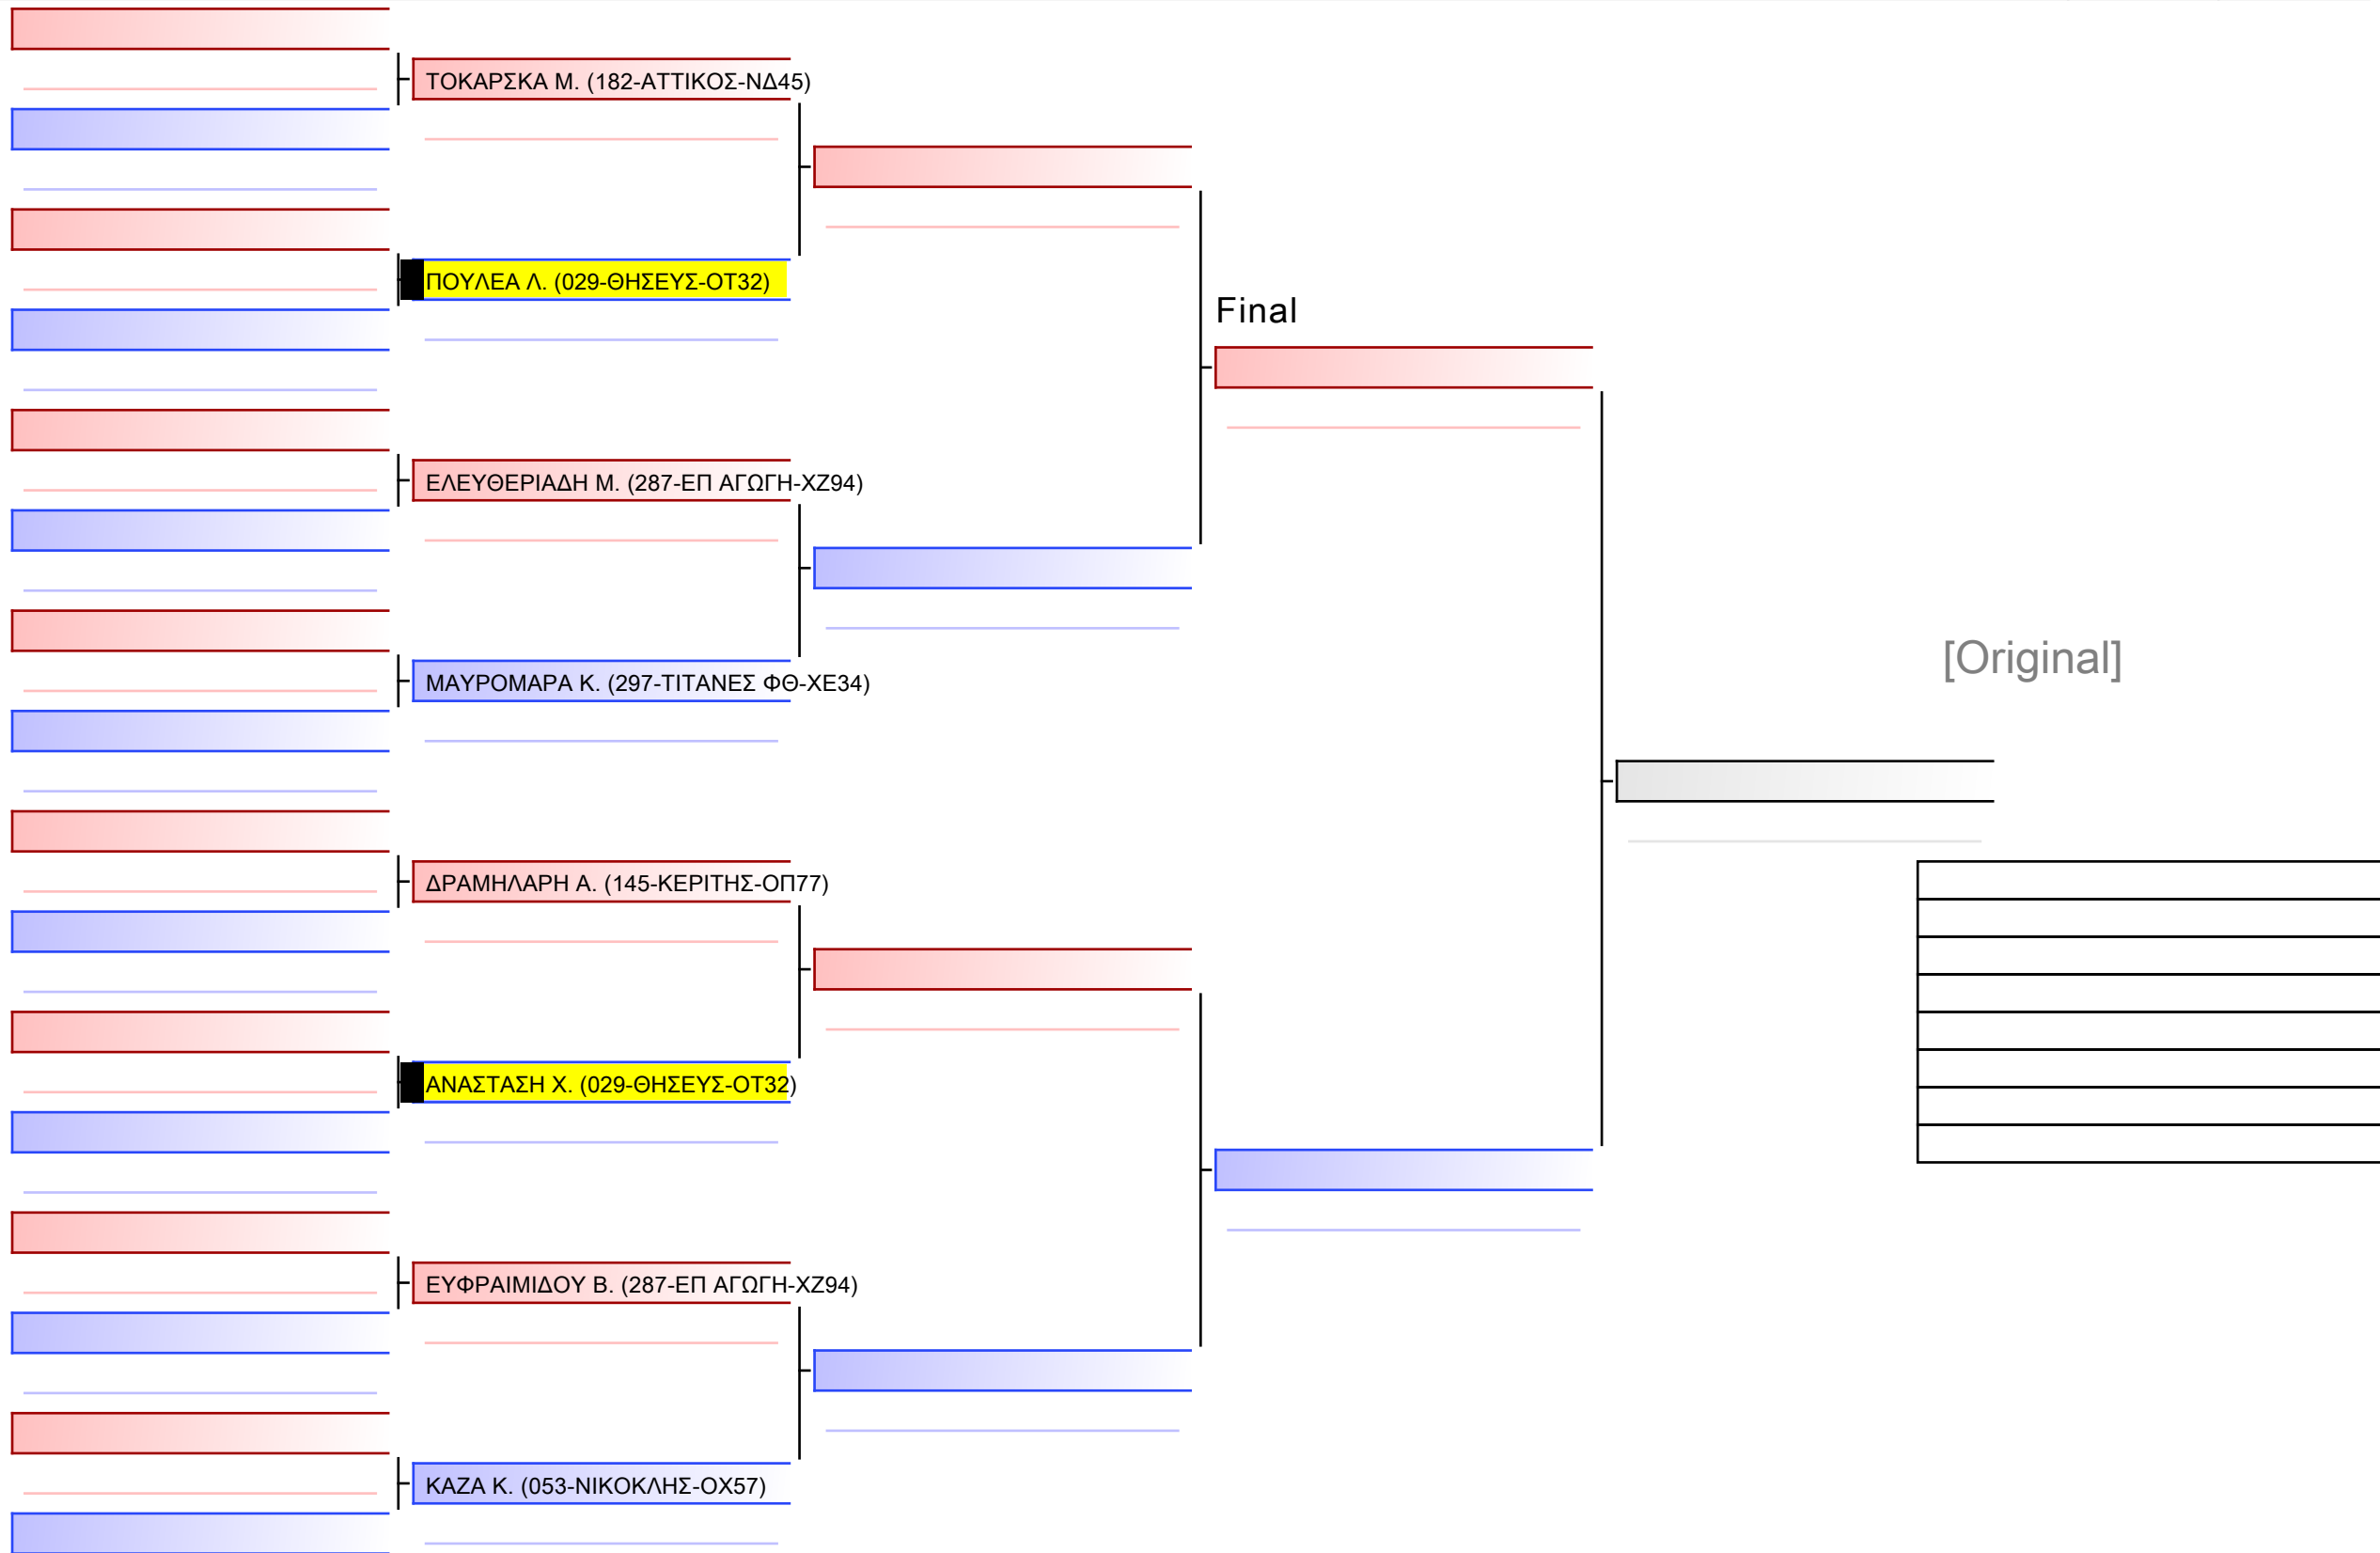 ΤΟΚΑΡΣΚΑ Μ. (182-ΑΤΤΙΚΟΣ-ΝΔ45)
ΠΟΥΛΕΑ Λ. (029-ΘΗΣΕΥΣ-ΟΤ32)
Final
ΕΛΕΥΘΕΡΙΑΔΗ Μ. (287-ΕΠ ΑΓΩΓΗ-ΧΖ94)
[Original]
ΜΑΥΡΟΜΑΡΑ Κ. (297-ΤΙΤΑΝΕΣ ΦΘ-ΧΕ34)
ΔΡΑΜΗΛΑΡΗ Α. (145-ΚΕΡΙΤΗΣ-ΟΠ77)
ΑΝΑΣΤΑΣΗ Χ. (029-ΘΗΣΕΥΣ-ΟΤ32)
ΕΥΦΡΑΙΜΙΔΟΥ Β. (287-ΕΠ ΑΓΩΓΗ-ΧΖ94)
ΚΑΖΑ Κ. (053-ΝΙΚΟΚΛΗΣ-ΟΧ57)